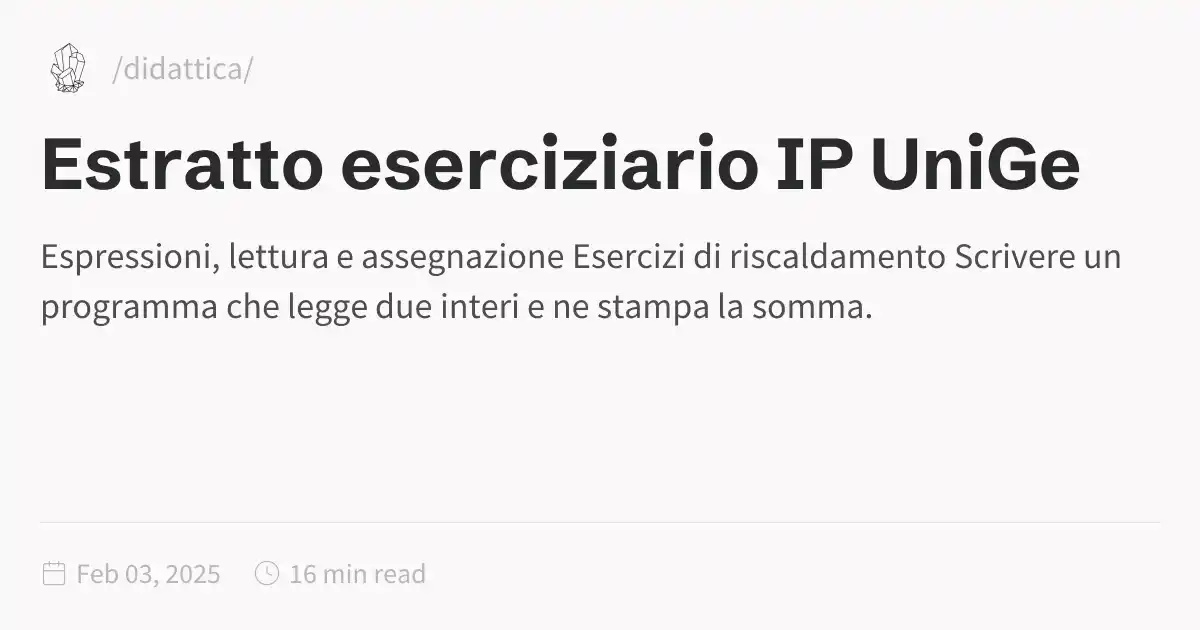 /didattica/
Estratto eserciziario IP UniGe
Espressioni, lettura e assegnazione Esercizi di riscaldamento Scrivere un
programma che legge due interi e ne stampa la somma.
Feb 03, 2025 16 min read